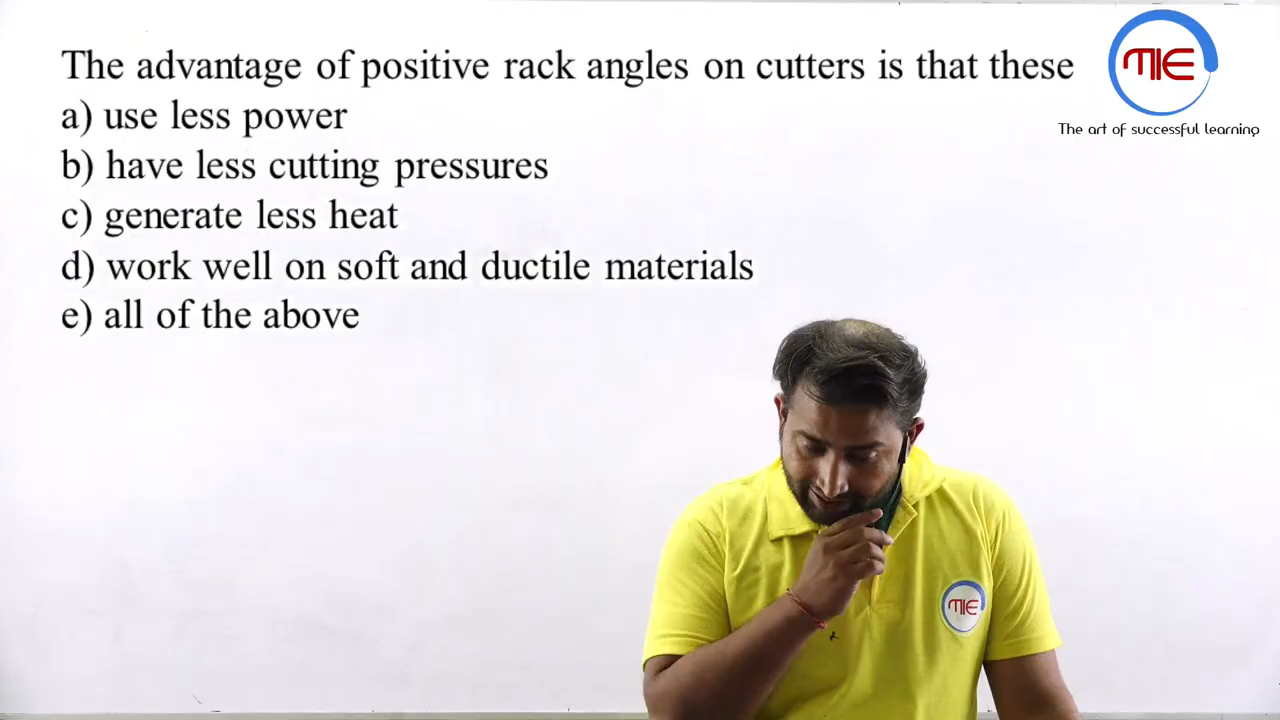 The advantage of positive rack angles on cutters is that these
a) use less power
b) have less cutting pressures
c) generate less heat
d) work well on soft and ductile materials
e) all of the above
MIE
The art of successful learning
MIE